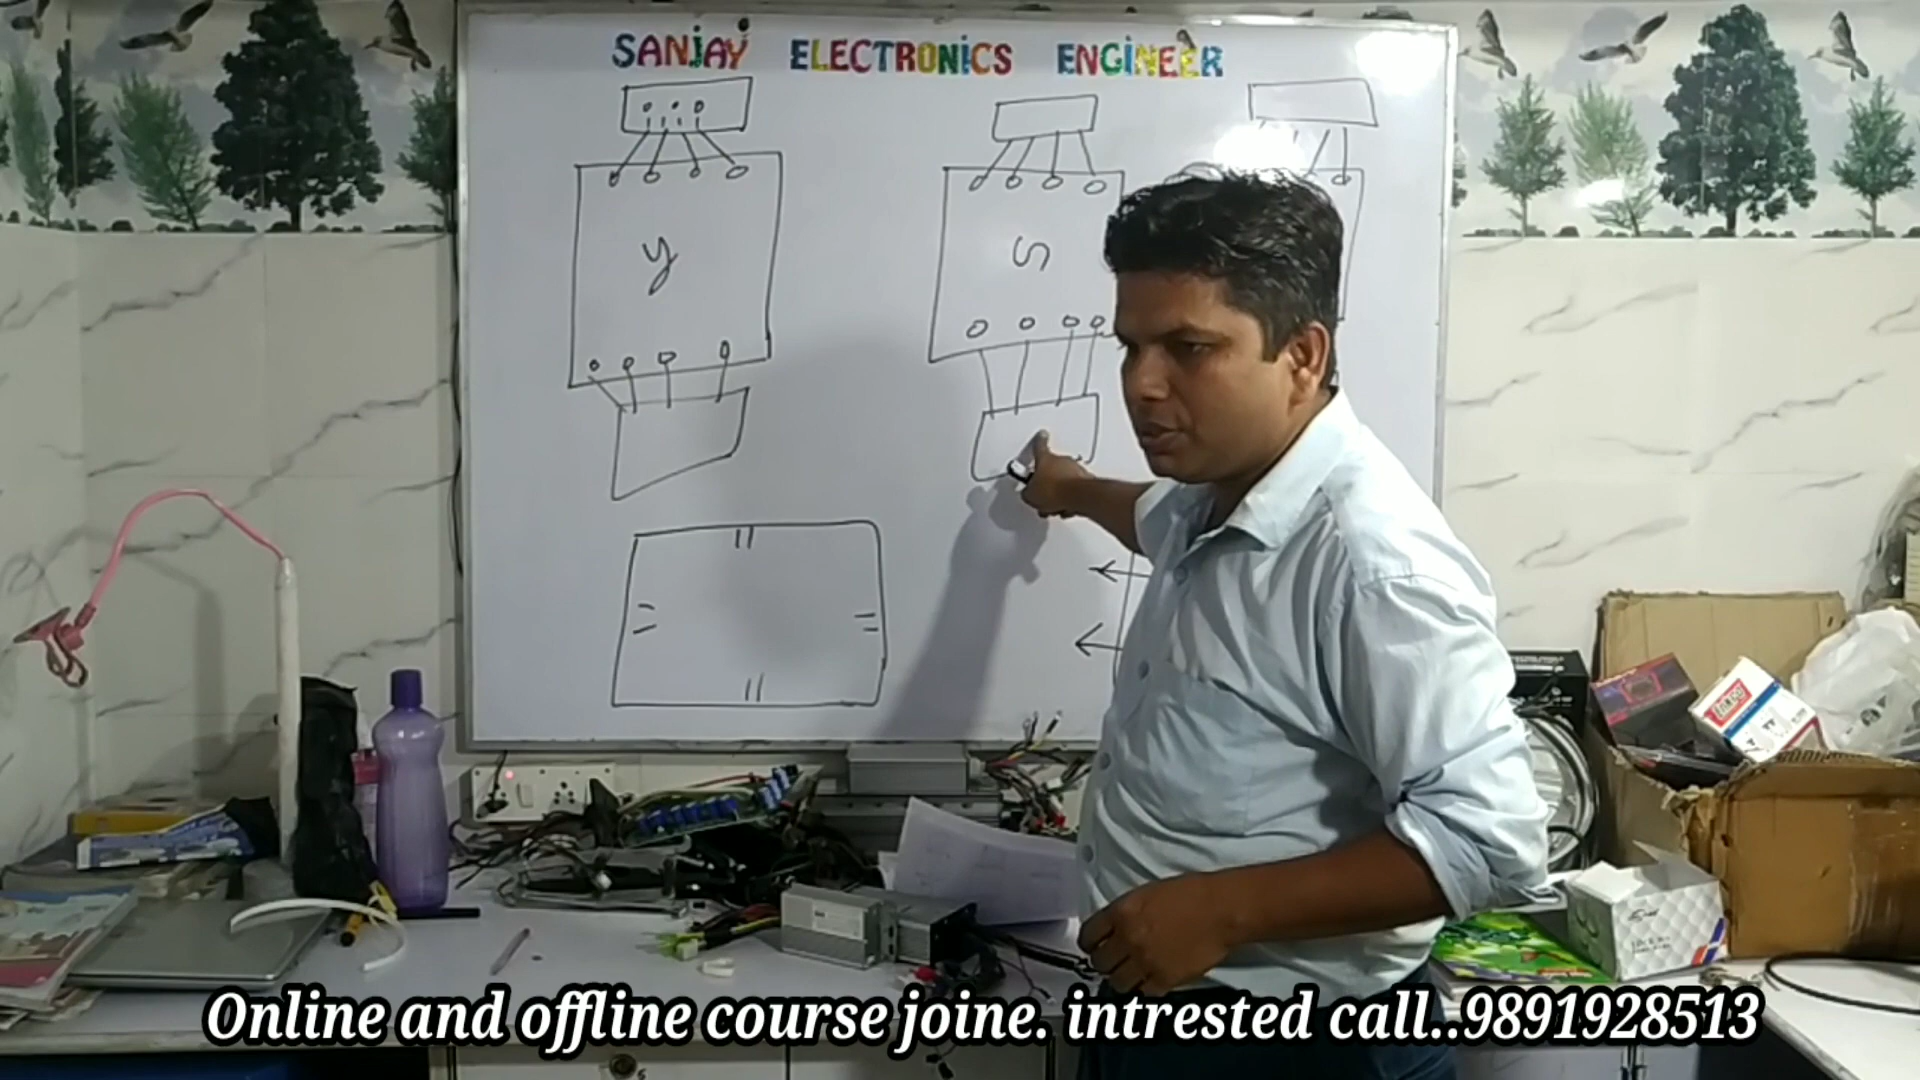 SANJAY ELECTRONICS ENGINEER
y
S
Online and offline course joine. intrested call..9891928513